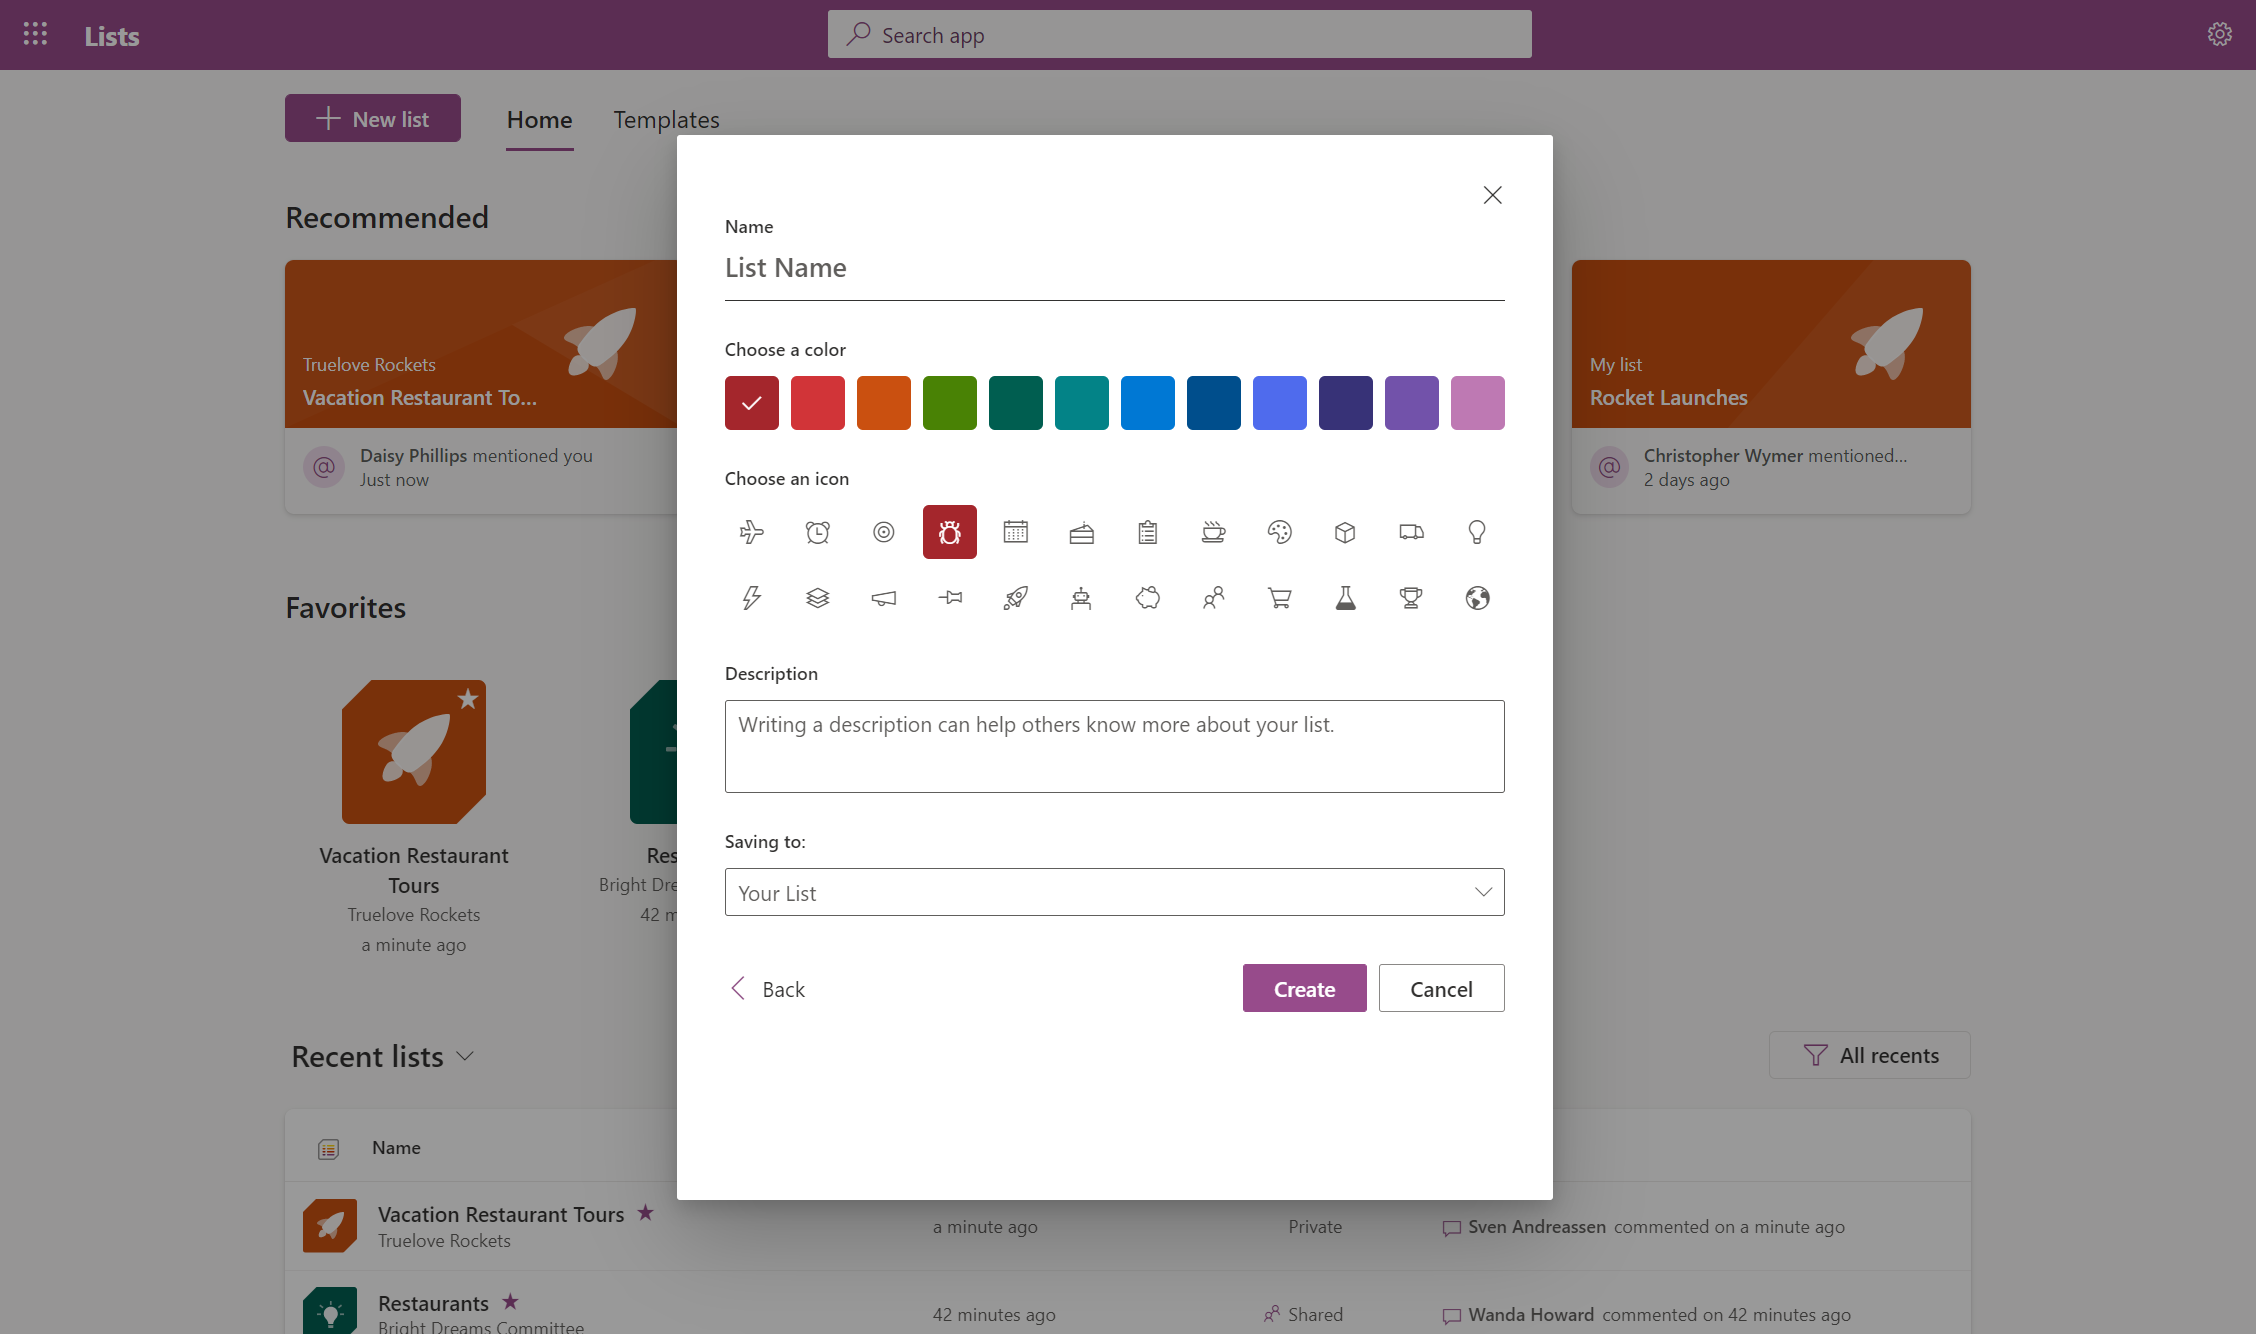 Lists
Search app
New list
Home
Templates
Recommended
Truelove Rockets
Vacation Restaurant To...
@
Daisy Phillips mentioned you
Just now
My list
Rocket Launches
@
Christopher Wymer mentioned...
2 days ago
Name
List Name
Choose a color
Choose an icon
Description
Writing a description can help others know more about your list.
Saving to:
Your List
Back
Create
Cancel
Favorites
Vacation Restaurant
Tours
Truelove Rockets
a minute ago
Res
Bright Dre
42 m
Recent lists
All recents
Name
Vacation Restaurant Tours
Truelove Rockets
a minute ago
Private
Sven Andreassen commented on a minute ago
Restaurants
Bright Dreams Committee
42 minutes ago
Shared
Wanda Howard commented on 42 minutes ago